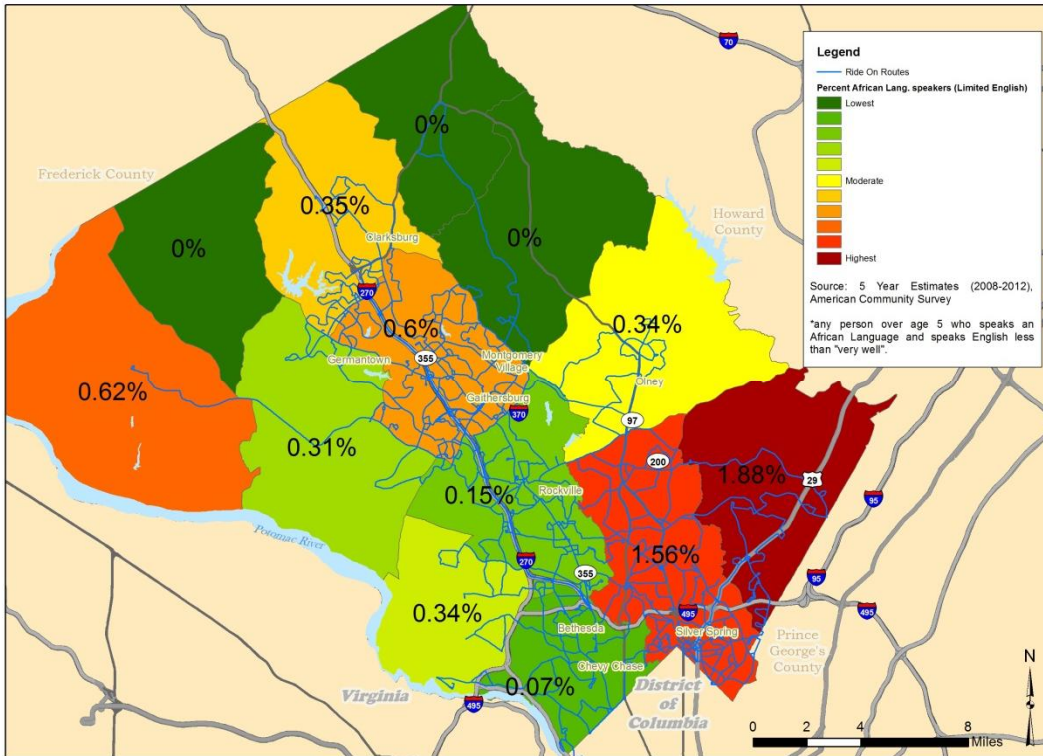 70
Legend
Ride On Routes
Percent African Lang. speakers (Limited English)
Lowest
Moderate
Highest
Source: 5 Year Estimates (2008-2012),
American Community Survey
*any person over age 5 who speaks an
African Language and speaks English less
than "very well".
0%
Frederick County
0.35%
Howard
County
Clarksburg
0%
0%
270
0.6%
0.34%
355
Germantown
Montgomery
Village
Olney
0.62%
Gaithersburg
370
97
0.31%
200
1.88%
29
0.15%
Rockville
95
Potomac River
1.56%
270
355
95
0.34%
495
495
Bethesda
Silver Spring
Prince
George's
County
Chevy Chase
0.07%
Virginia
District
of
Columbia
495
N
0 2 4 8
Miles